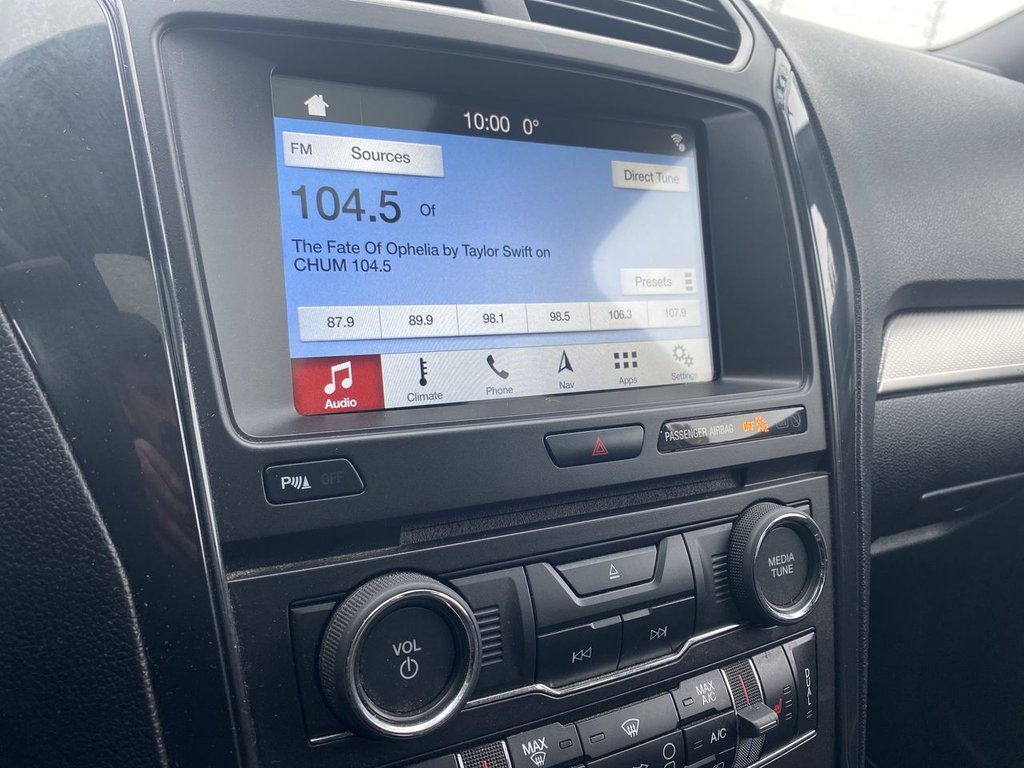 10:00 0°
FM Sources
Direct Tune
104.5 Of
The Fate Of Ophelia by Taylor Swift on
CHUM 104.5
Presets
87.9 89.9 98.1 98.5 106.3 107.9
Audio Climate Phone Nav Apps Settings
PASSENGER AIRBAG OFF
P OFF
MEDIA
TUNE
VOL
MAX
A/C
DUAL
MAX
A/C